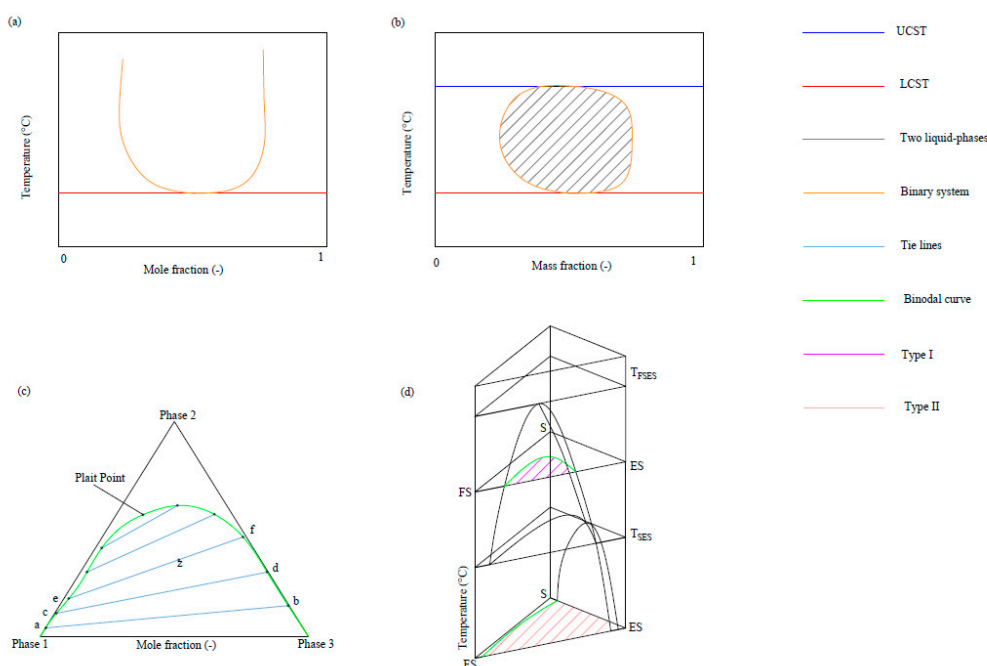 (a)
Temperature (°C)
0
1
Mole fraction (-)
(b)
Temperature (°C)
0
1
Mass fraction (-)
UCST
LCST
Two liquid-phases
Binary system
Tie lines
Binodal curve
Type I
Type II
(c)
Phase 2
Plait Point
f
z
d
e
c
b
a
Phase 1
Mole fraction (-)
Phase 3
(d)
TFSES
S
ES
FS
TSES
Temperature (°C)
S
ES
FS